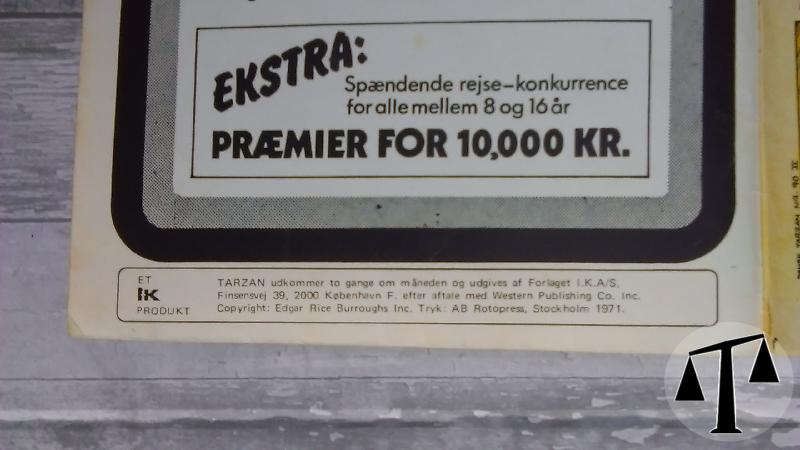 EKSTRA:
Spændende rejse-konkurrence
for alle mellem 8 og 16 år
PRÆMIER FOR 10,000 KR.
ET
IK
PRODUKT
TARZAN udkommer to gange om måneden og udgives af Forlaget I.K.A/S,
Finsensvej 39, 2000 København F. efter aftale med Western Publishing Co. Inc.
Copyright: Edgar Rice Burroughs Inc. Tryk: AB Rotopress, Stockholm 1971.